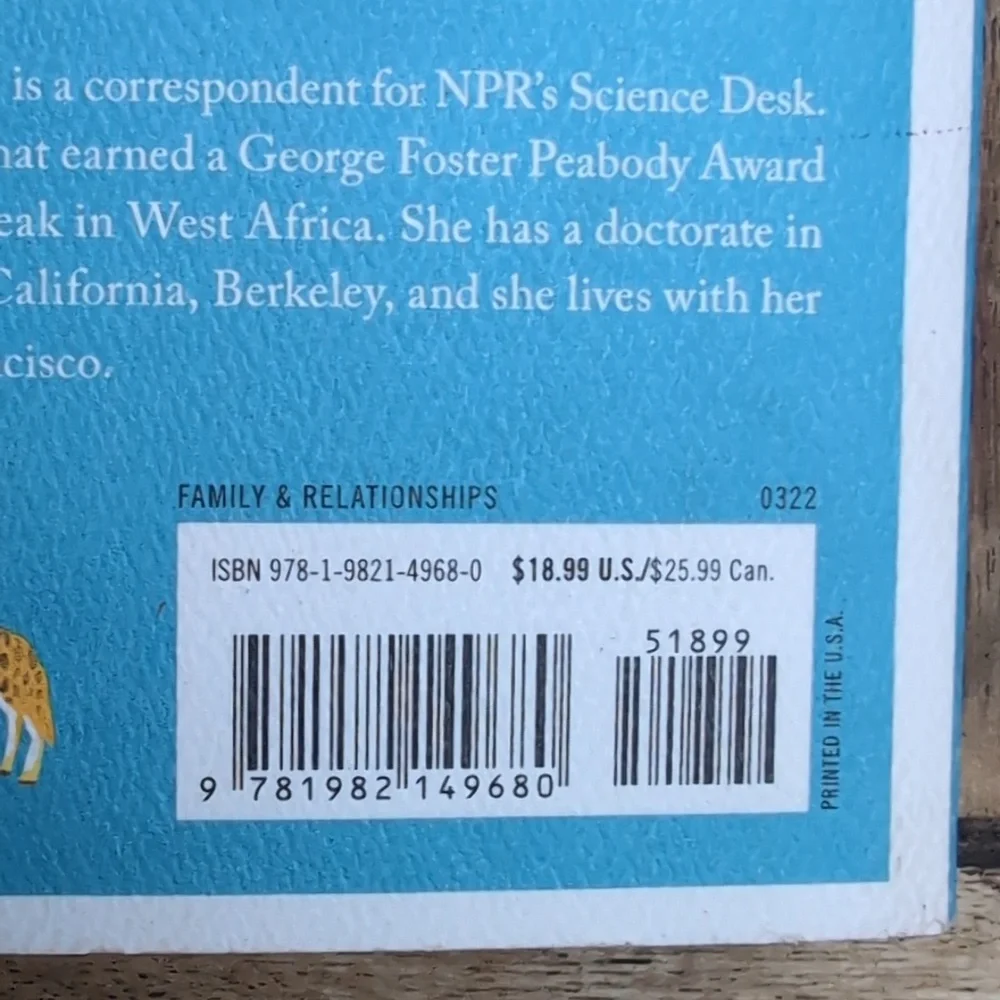 is a correspondent for NPR's Science Desk.
earned a George Foster Peabody Award
in West Africa. She has a doctorate in
California, Berkeley, and she lives with her
cisco.
FAMILY & RELATIONSHIPS 0322
ISBN 978-1-9821-4968-0 $18.99 U.S./$25.99 Can.
51899
9 781982 149680
PRINTED IN THE U.S.A.